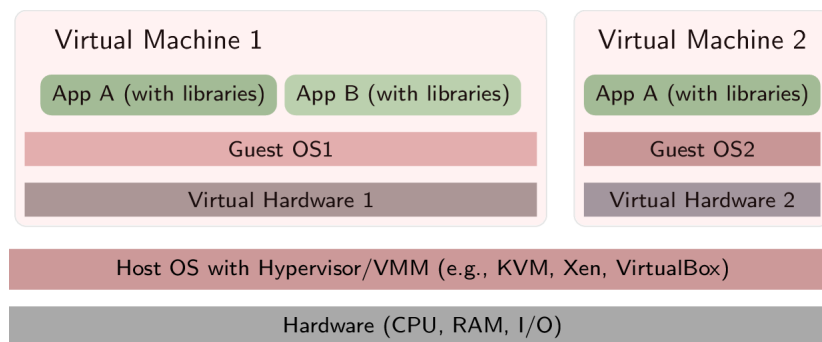 Virtual Machine 1
App A (with libraries)
App B (with libraries)
Guest OS1
Virtual Hardware 1
Virtual Machine 2
App A (with libraries)
Guest OS2
Virtual Hardware 2
Host OS with Hypervisor/VMM (e.g., KVM, Xen, VirtualBox)
Hardware (CPU, RAM, I/O)